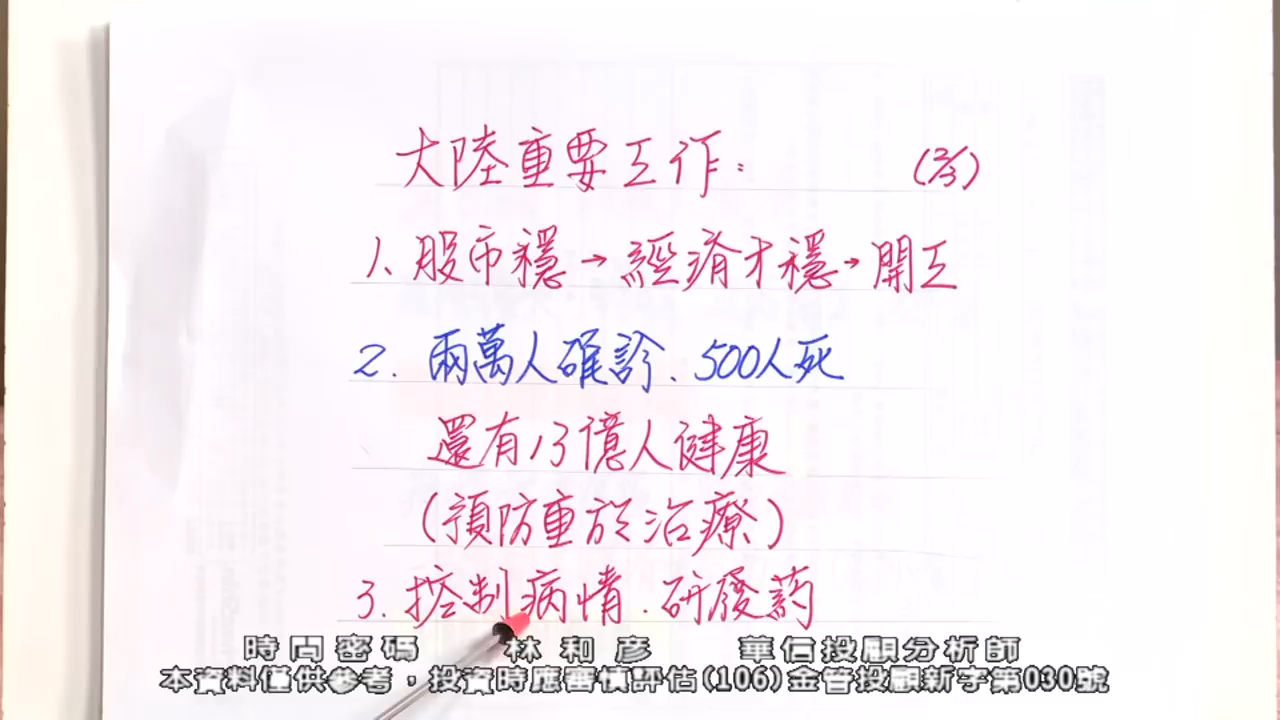 大陸重要工作: (2/3)
1、股市穩→經濟才穩→開工
2. 兩萬人確診.500人死
還有13億人健康
(預防重於治療)
3. 控制病情.研發药
時間密碼 林和彥 華信投顧分析師
本資料僅供參考，投資時應審慎評估(106)金管投顧新字第030號